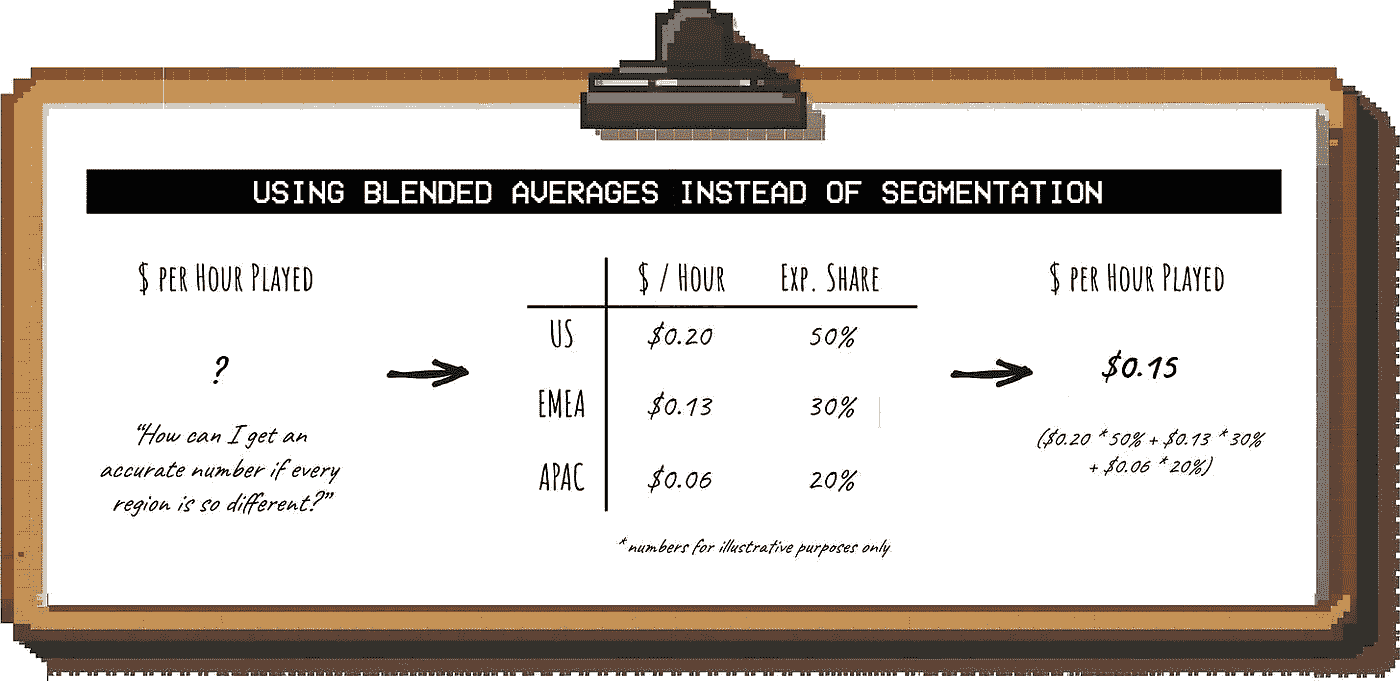 USING BLENDED AVERAGES INSTEAD OF SEGMENTATION
$ PER HOUR PLAYED
?
"How can I get an
accurate number if every
region is so different?"
$ / HOUR EXP. SHARE
US $0.20 50%
EMEA $0.13 30%
APAC $0.06 20%
* numbers for illustrative purposes only
$ PER HOUR PLAYED
$0.15
($0.20 * 50% + $0.13 * 30%
+ $0.06 * 20%)